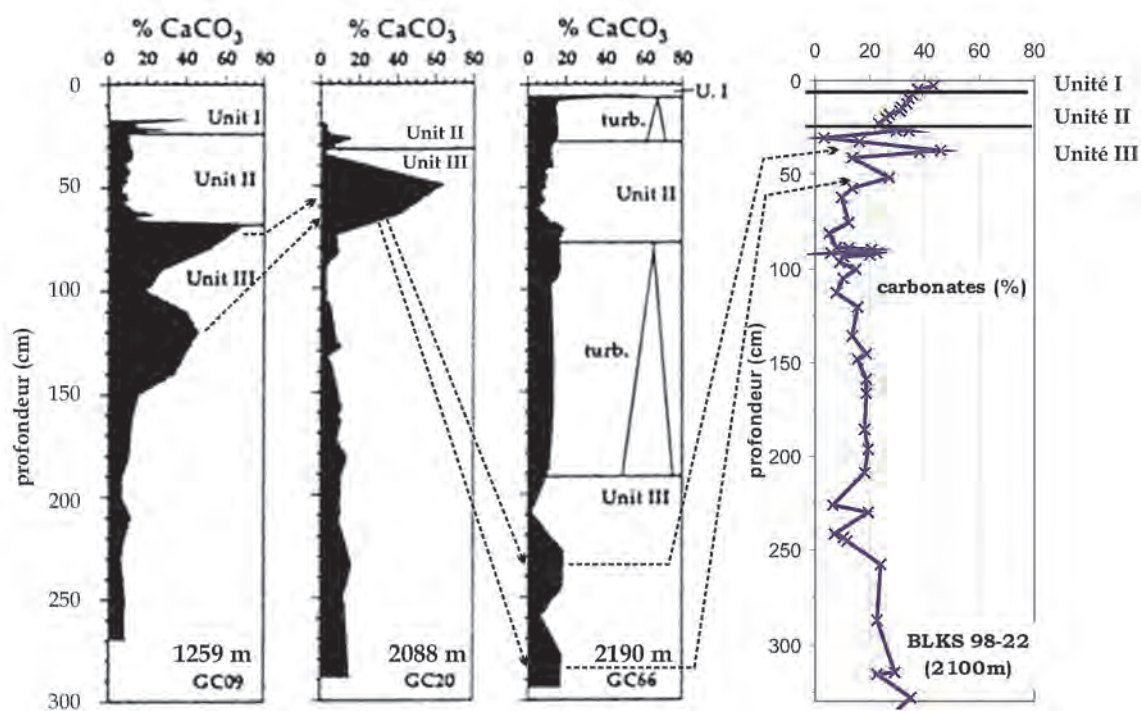 % CaCO3
% CaCO3
% CaCO3
0 20 40 60 80
0 20 40 60 80
0 20 40 60 80
0 20 40 60 80
profondeur (cm)
0
50
100
150
200
250
300
Unit I
Unit II
Unit III
1259 m
GC09
Unit II
Unit III
2088 m
GC20
U. I
turb.
Unit II
turb.
Unit III
2190 m
GC66
profondeur (cm)
0
50
100
150
200
250
300
Unité I
Unité II
Unité III
carbonates (%)
BLKS 98-22
(2100m)